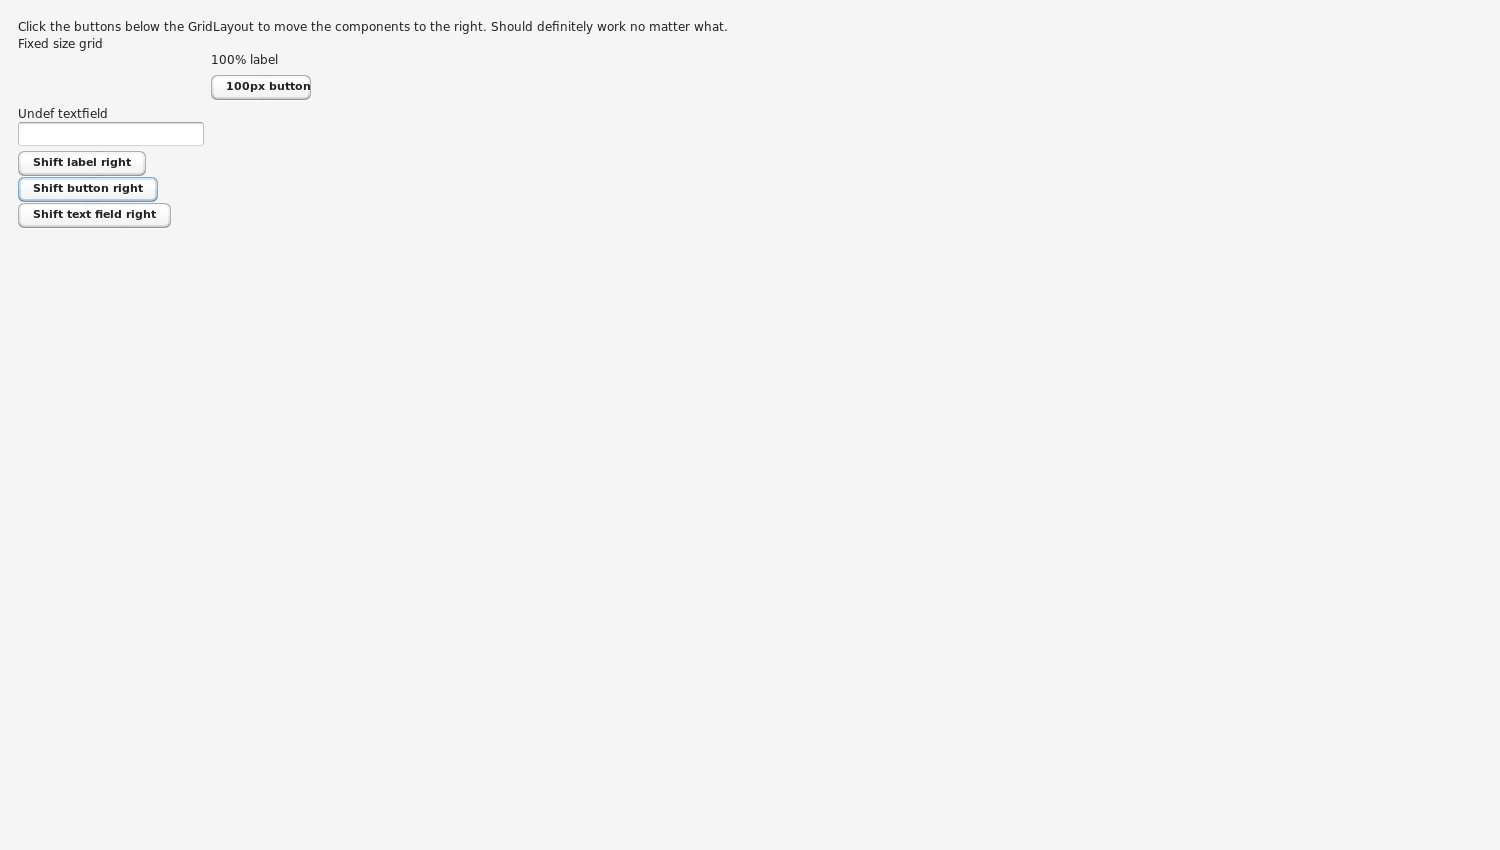 Click the buttons below the GridLayout to move the components to the right. Should definitely work no matter what.
Fixed size grid
100% label
100px button
Undef textfield
Shift label right
Shift button right
Shift text field right